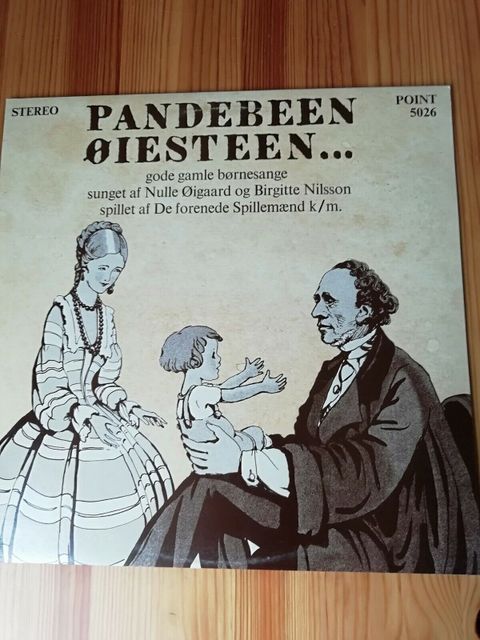 STEREO
POINT
5026
PANDEBEEN
ØIESTEEN...
gode gamle børnesange
sunget af Nulle Øigaard og Birgitte Nilsson
spillet af De forenede Spillemænd k/m.